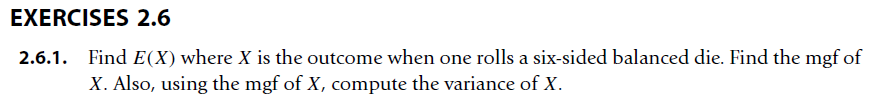 EXERCISES 2.6
2.6.1. Find E(X) where X is the outcome when one rolls a six-sided balanced die. Find the mgf of
X. Also, using the mgf of X, compute the variance of X.